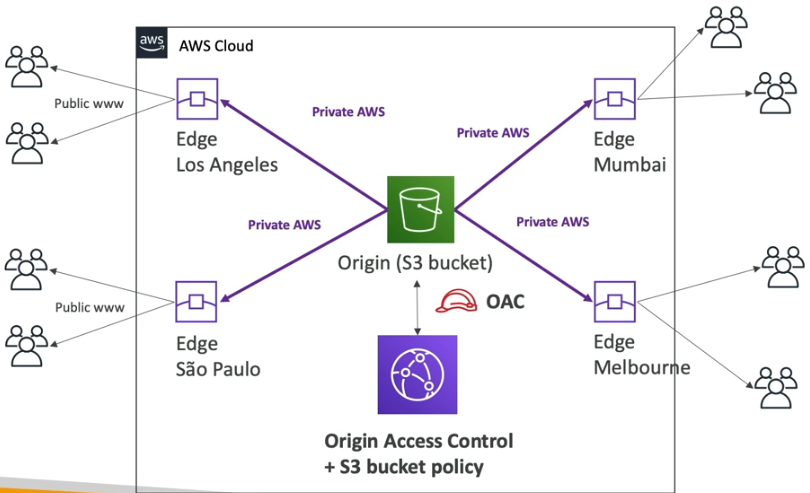 aws
AWS Cloud
Public www
Private AWS
Private AWS
Edge
Los Angeles
Edge
Mumbai
Private AWS
Private AWS
Origin (S3 bucket)
OAC
Public www
Edge
São Paulo
Edge
Melbourne
Origin Access Control
+ S3 bucket policy